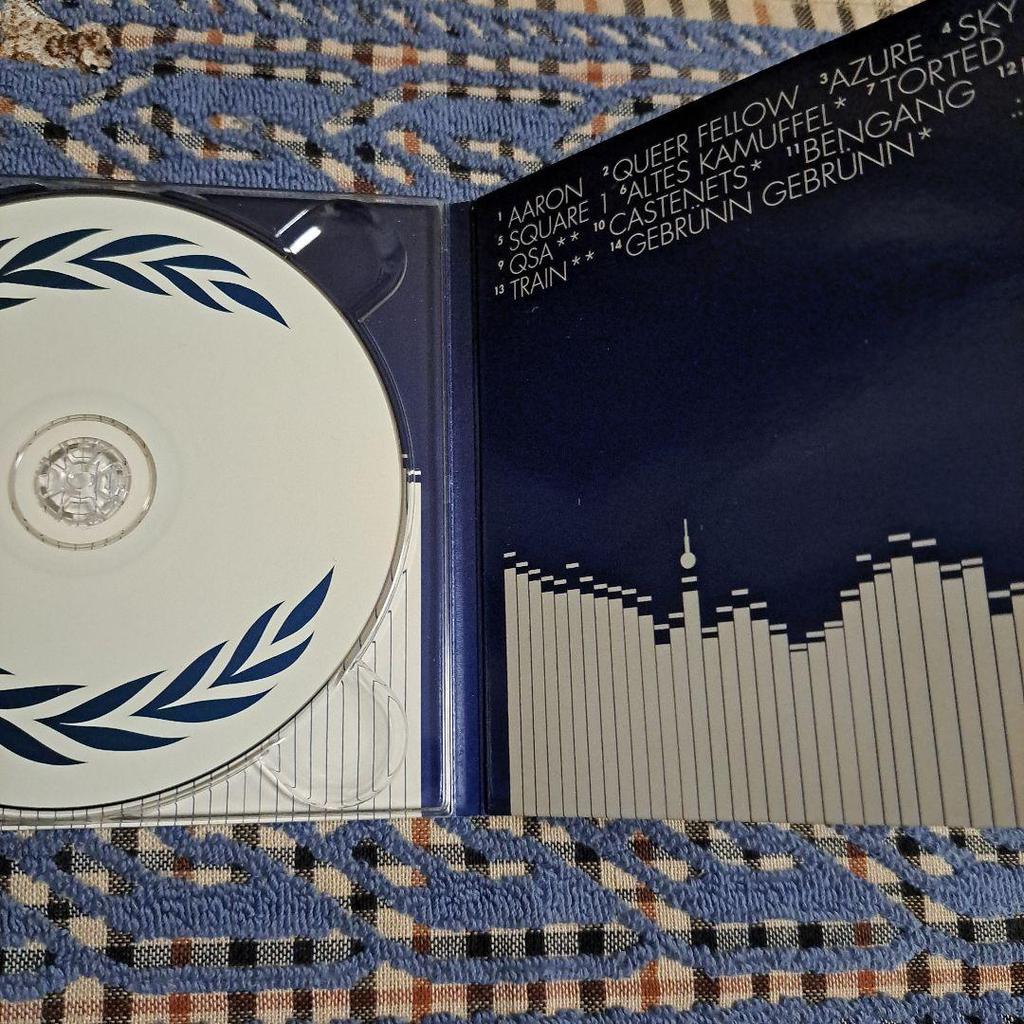 1 AARON 2 QUEER FELLOW 3 AZURE 4 SKY
5 SQUARE 1 6 ALTES KAMUFFEL* 7 TORTED
9 QSA** 10 CASTENETS* 11 BENGANG 12
13 TRAIN** 14 GEBRÜNN GEBRÜNN*